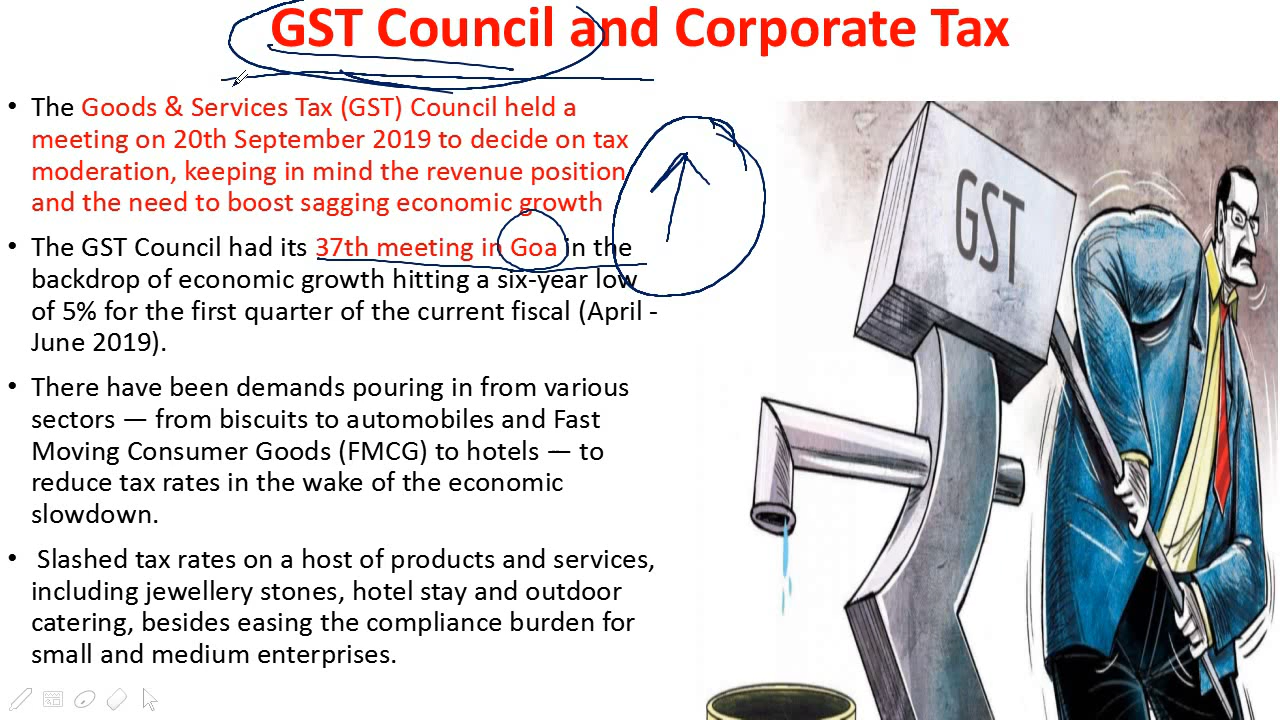 GST Council and Corporate Tax
• The Goods & Services Tax (GST) Council held a
meeting on 20th September 2019 to decide on tax
moderation, keeping in mind the revenue position
and the need to boost sagging economic growth
• The GST Council had its 37th meeting in Goa in the
backdrop of economic growth hitting a six-year low
of 5% for the first quarter of the current fiscal (April -
June 2019).
• There have been demands pouring in from various
sectors — from biscuits to automobiles and Fast
Moving Consumer Goods (FMCG) to hotels — to
reduce tax rates in the wake of the economic
slowdown.
• Slashed tax rates on a host of products and services,
including jewellery stones, hotel stay and outdoor
catering, besides easing the compliance burden for
small and medium enterprises.
GST